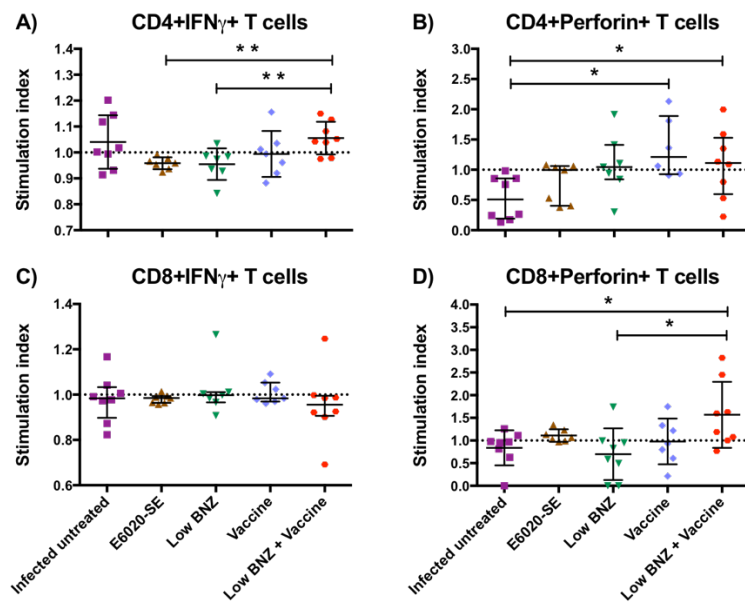 A) CD4+IFNγ+ T cells
* *
* *
Stimulation index
1.4
1.3
1.2
1.1
1.0
0.9
0.8
0.7
B) CD4+Perforin+ T cells
*
*
Stimulation index
3.0
2.5
2.0
1.5
1.0
0.5
0.0
C) CD8+IFNγ+ T cells
Stimulation index
1.4
1.2
1.0
0.8
0.6
Infected untreated
E6020-SE
Low BNZ
Vaccine
Low BNZ + Vaccine
D) CD8+Perforin+ T cells
*
*
Stimulation index
4.0
3.5
3.0
2.5
2.0
1.5
1.0
0.5
0.0
Infected untreated
E6020-SE
Low BNZ
Vaccine
Low BNZ + Vaccine